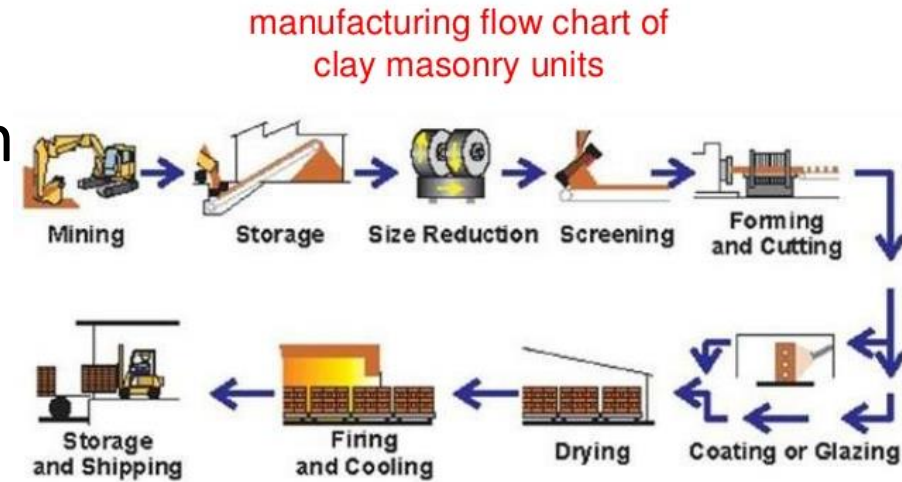 manufacturing flow chart of
clay masonry units
Mining
Storage
Size Reduction
Screening
Forming
and Cutting
Storage
and Shipping
Firing
and Cooling
Drying
Coating or Glazing